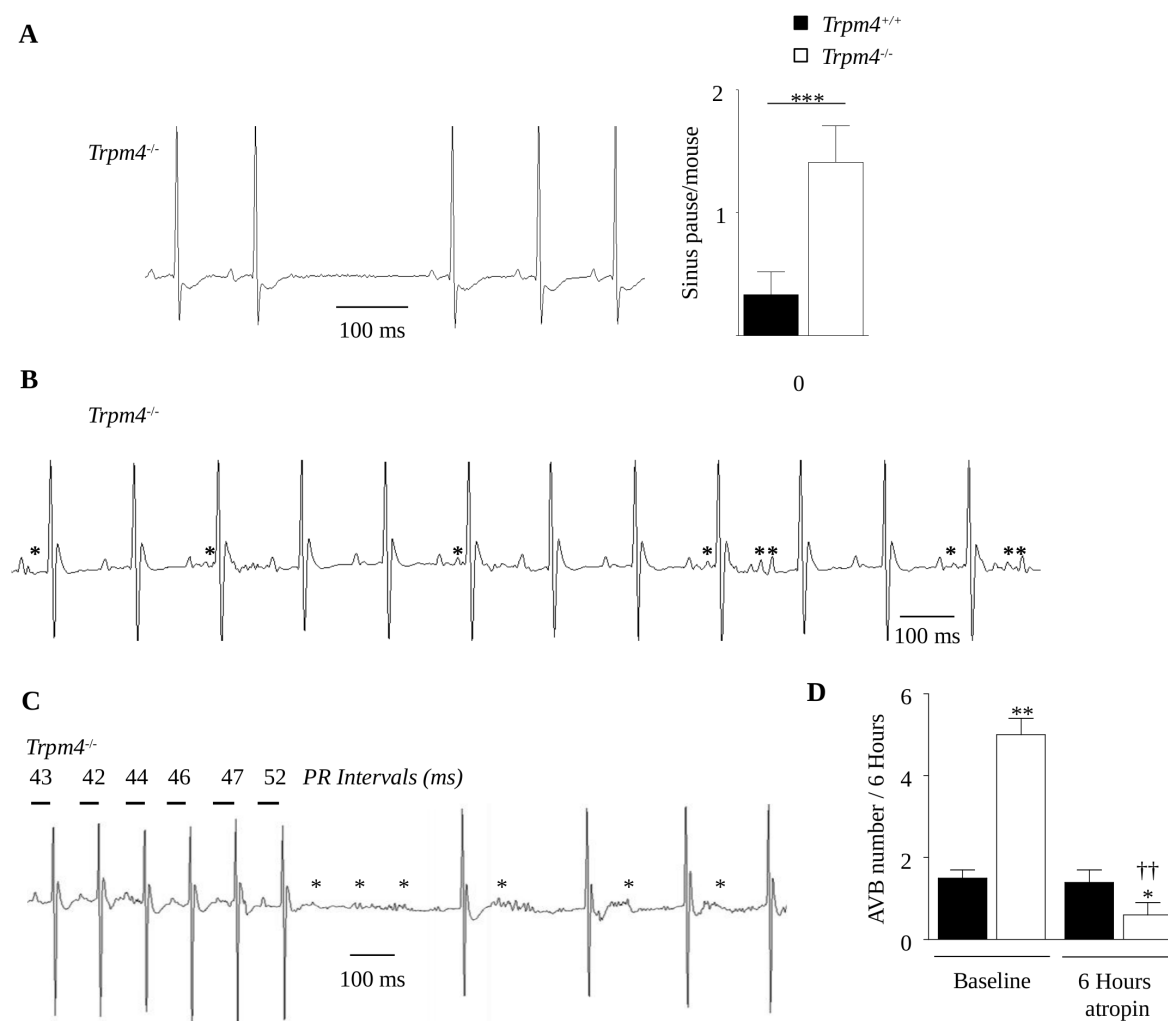 A
Trpm4+/+
Trpm4-/-
2
***
Trpm4-/-
Sinus pause/mouse
1
100 ms
0
B
Trpm4-/-
* * * * ** * **
100 ms
C
D
Trpm4-/-
43 42 44 46 47 52 PR Intervals (ms)
* * * * * *
100 ms
6
**
4
AVB number / 6 Hours
2
††
*
0
Baseline
6 Hours
atropin